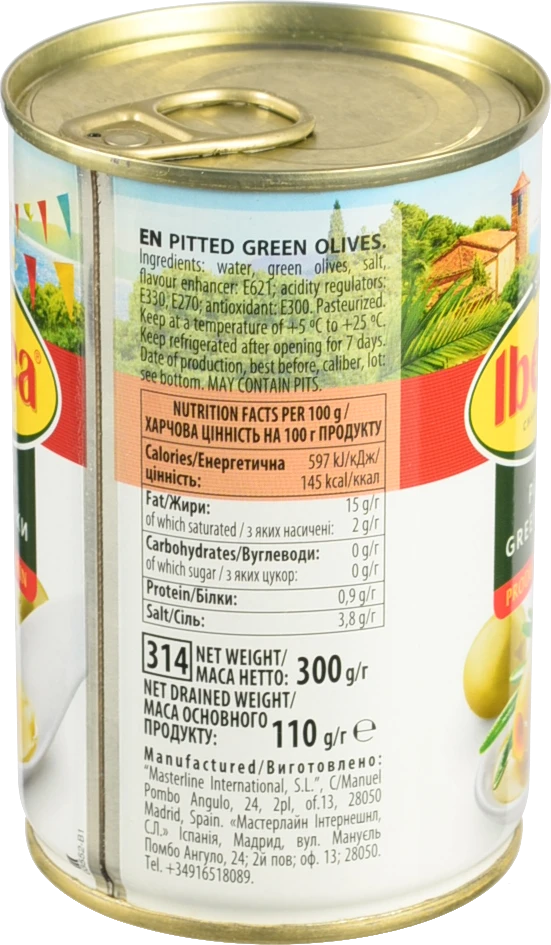 EN PITTED GREEN OLIVES.
Ingredients: water, green olives, salt,
flavour enhancer: E621; acidity regulators:
E330, E270; antioxidant: E300. Pasteurized.
Keep at a temperature of +5 ºC to +25 ºC.
Keep refrigerated after opening for 7 days.
Date of production, best before, caliber, lot:
see bottom. MAY CONTAIN PITS.
NUTRITION FACTS PER 100 g /
ХАРЧОВА ЦІННІСТЬ НА 100 г ПРОДУКТУ
Calories/Енергетична цінність: 597 kJ/кДж/
145 kcal/ккал
Fat/Жири: 15 g/г
of which saturated / з яких насичені: 2 g/г
Carbohydrates/Вуглеводи: 0 g/г
of which sugar / з яких цукор: 0 g/г
Protein/Білки: 0,9 g/г
Salt/Сіль: 3,8 g/г
314 NET WEIGHT/
МАСА НЕТТО: 300 g/г
NET DRAINED WEIGHT/
МАСА ОСНОВНОГО
ПРОДУКТУ: 110 g/г ℮
Manufactured/Виготовлено:
"Masterline International, S.L.", C/Manuel
Pombo Angulo, 24, 2pl, of.13, 28050
Madrid, Spain. «Мастерлайн Інтернешнл,
С.Л.» Іспанія, Мадрид, вул. Мануель
Помбо Ангуло, 24; 2й пов; оф. 13; 28050.
Tel. +34916518089.